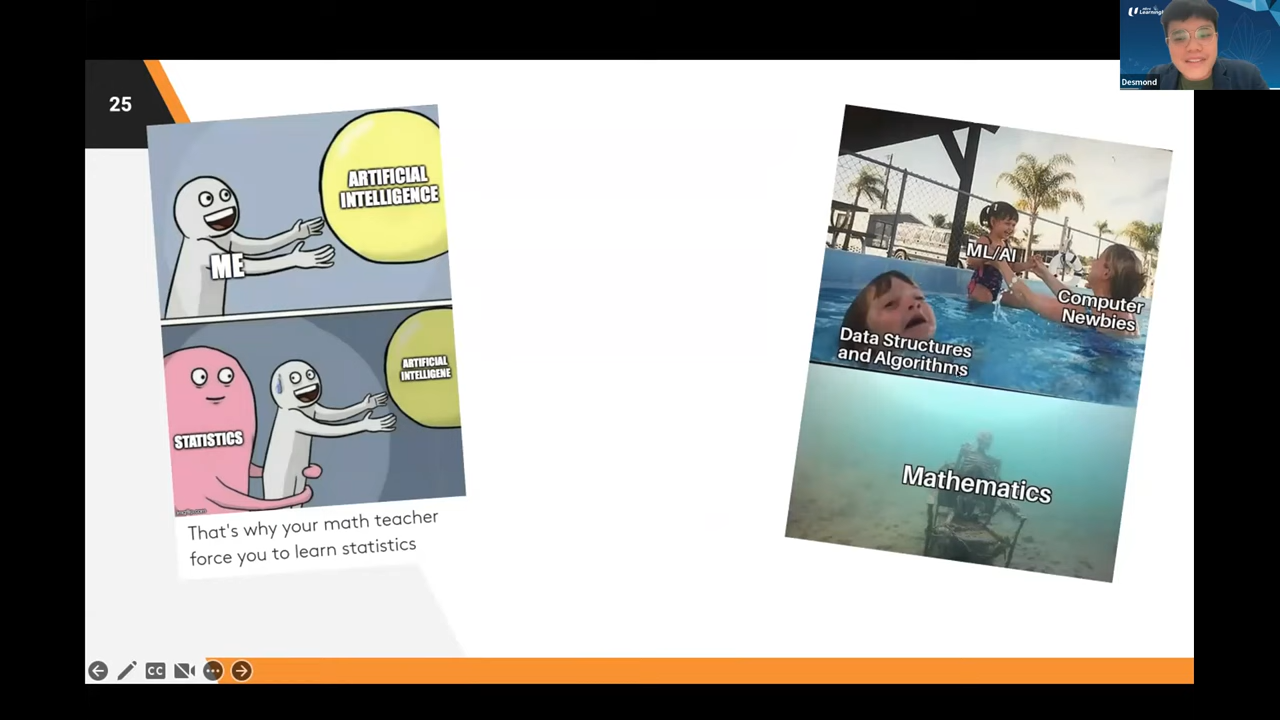 25
ARTIFICIAL
INTELLIGENCE
ME
ARTIFICIAL
INTELLIGENE
STATISTICS
That's why your math teacher
force you to learn statistics
ML/AI
Computer
Newbies
Data Structures
and Algorithms
Mathematics
CC
Desmond